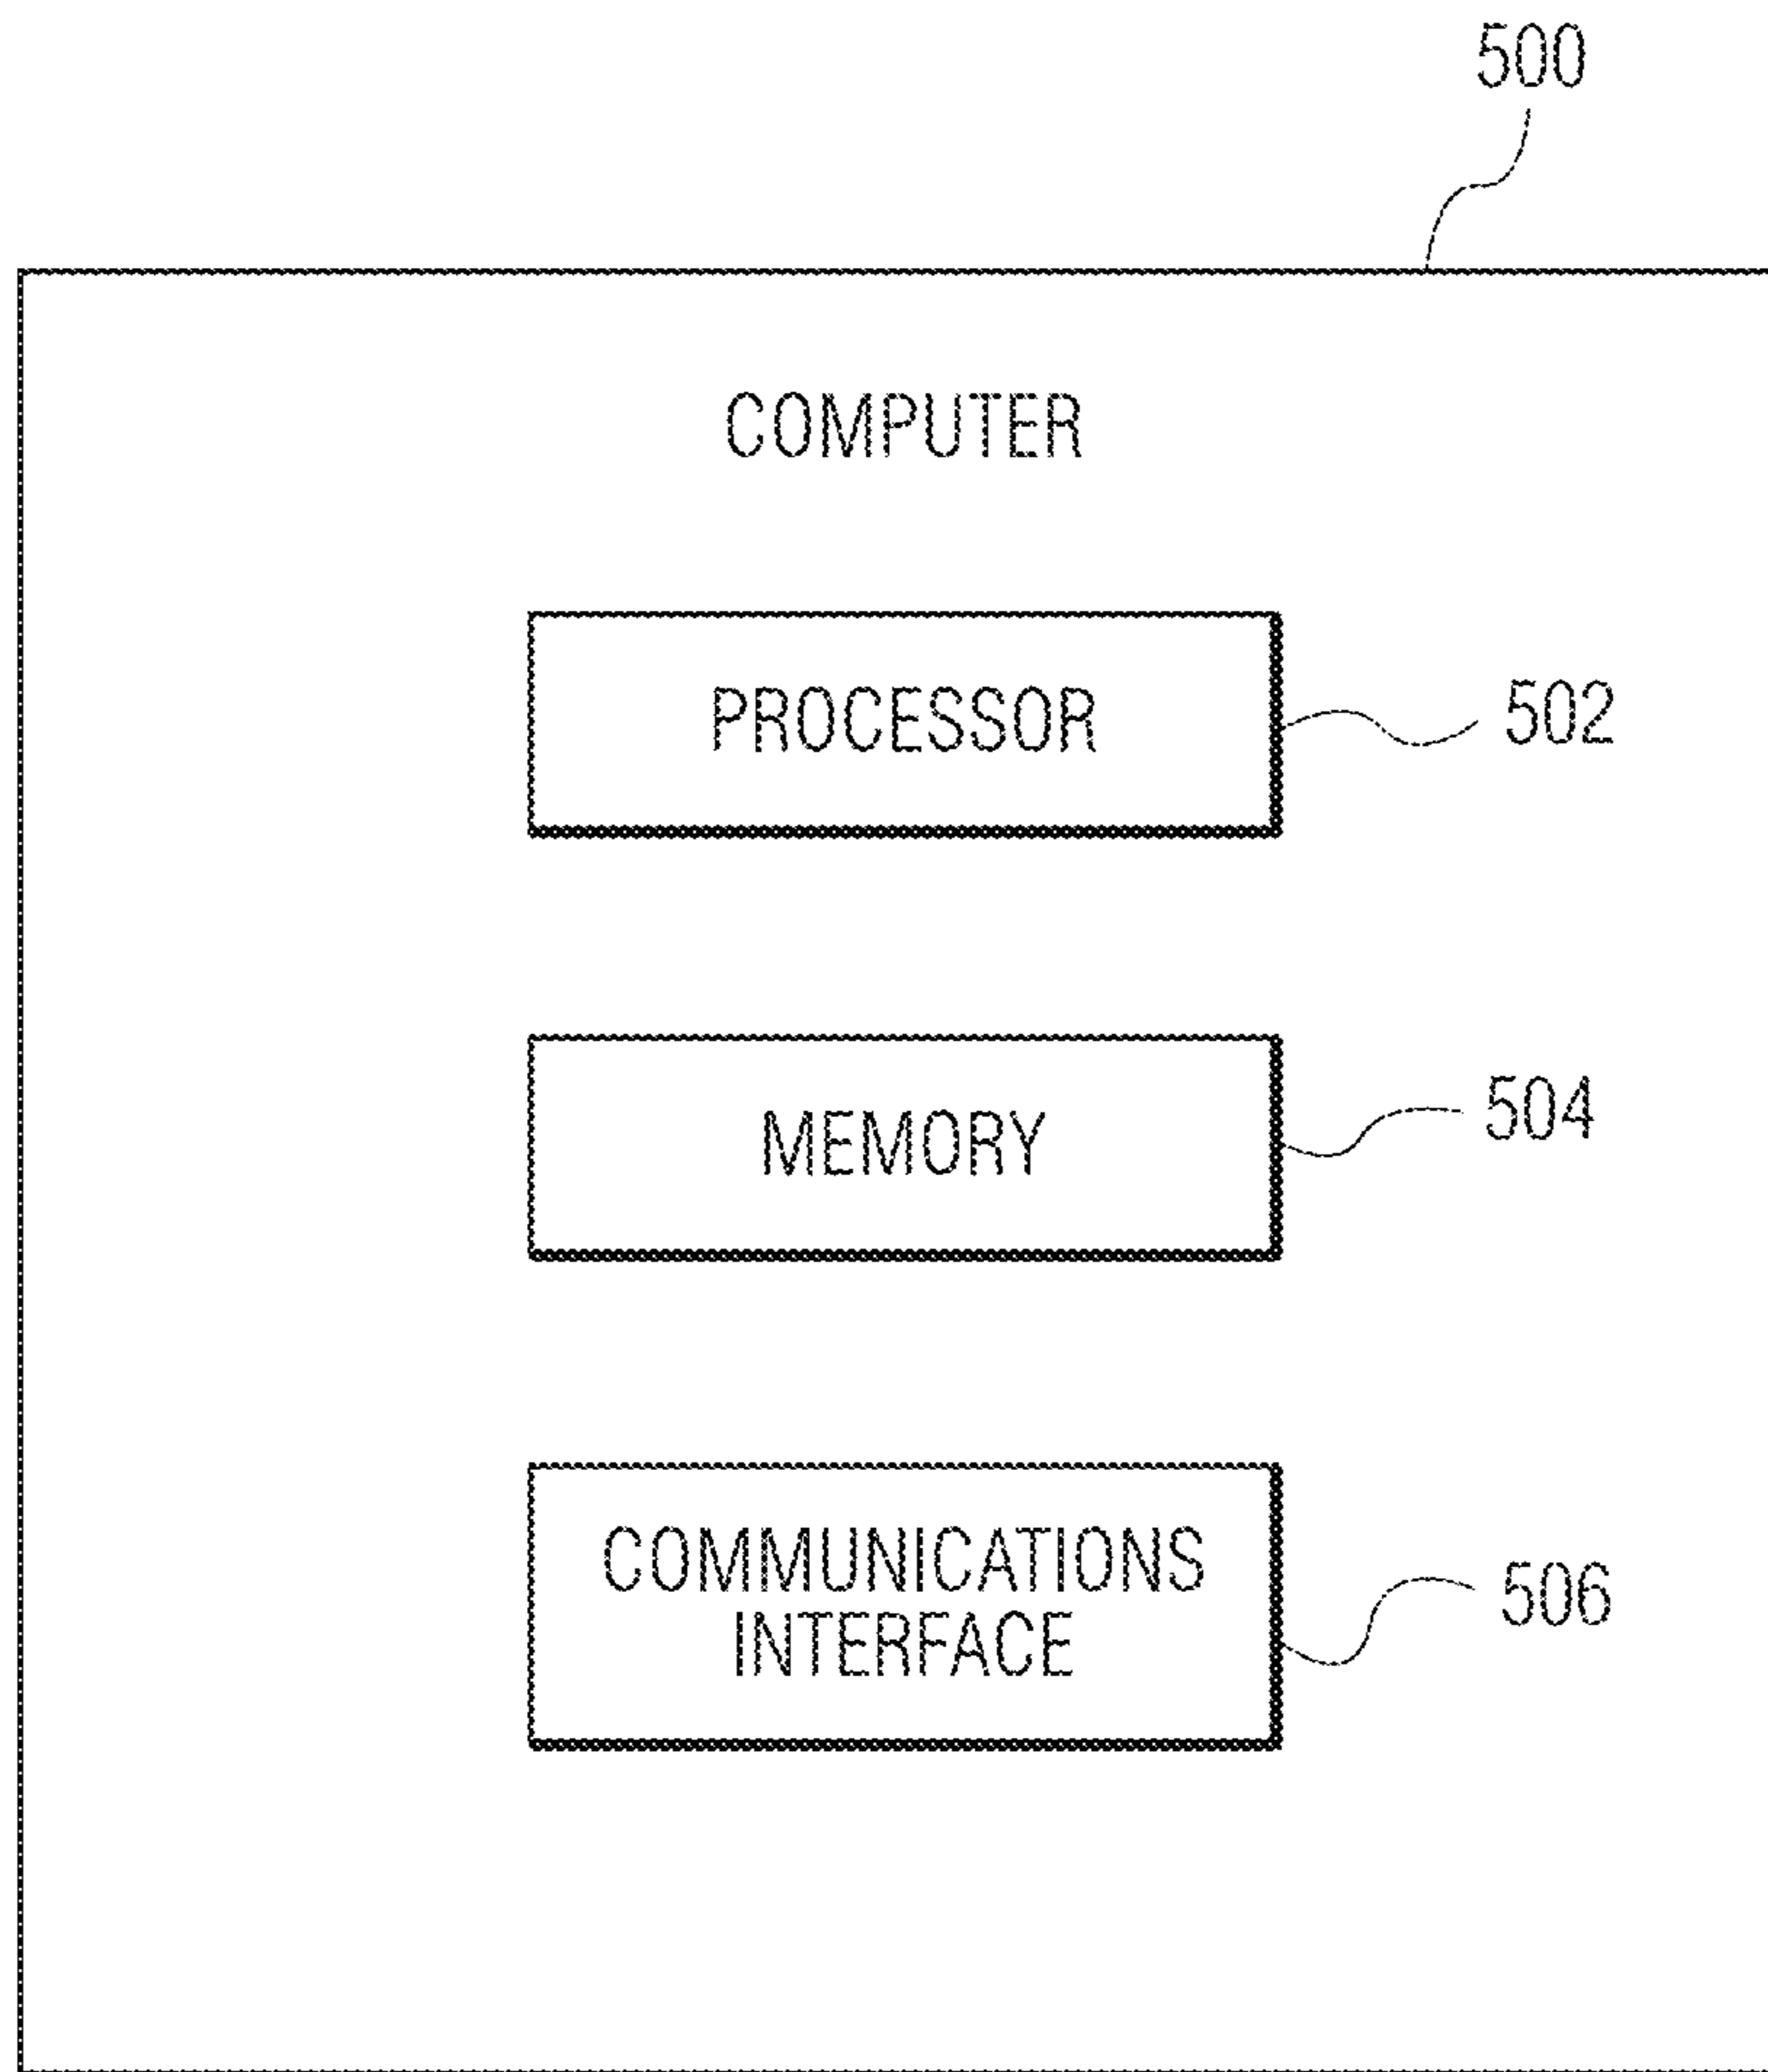 500
COMPUTER
PROCESSOR
502
MEMORY
504
COMMUNICATIONS
INTERFACE
506